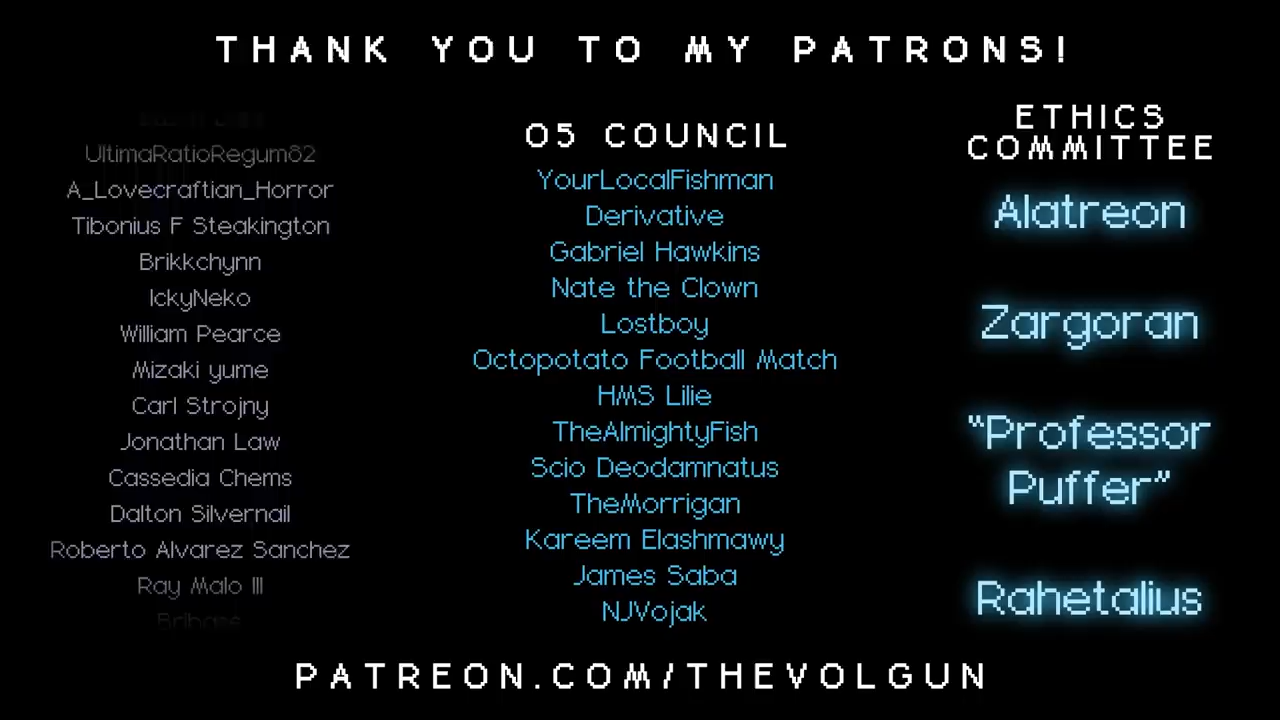 THANK YOU TO MY PATRONS!
UltimaRatioRegum82
A_Lovecraftian_Horror
Tibonius F Steakington
Brikkchynn
IckyNeko
William Pearce
Mizaki yume
Carl Strojny
Jonathan Law
Cassedia Chems
Dalton Silvernail
Roberto Alvarez Sanchez
Ray Malo III
O5 COUNCIL
YourLocalFishman
Derivative
Gabriel Hawkins
Nate the Clown
Lostboy
Octopotato Football Match
HMS Lilie
TheAlmightyFish
Scio Deodamnatus
TheMorrigan
Kareem Elashmawy
James Saba
NJVojak
ETHICS
COMMITTEE
Alatreon
Zargoran
"Professor
Puffer"
Rahetalius
PATREON.COM/THEVOLGUN